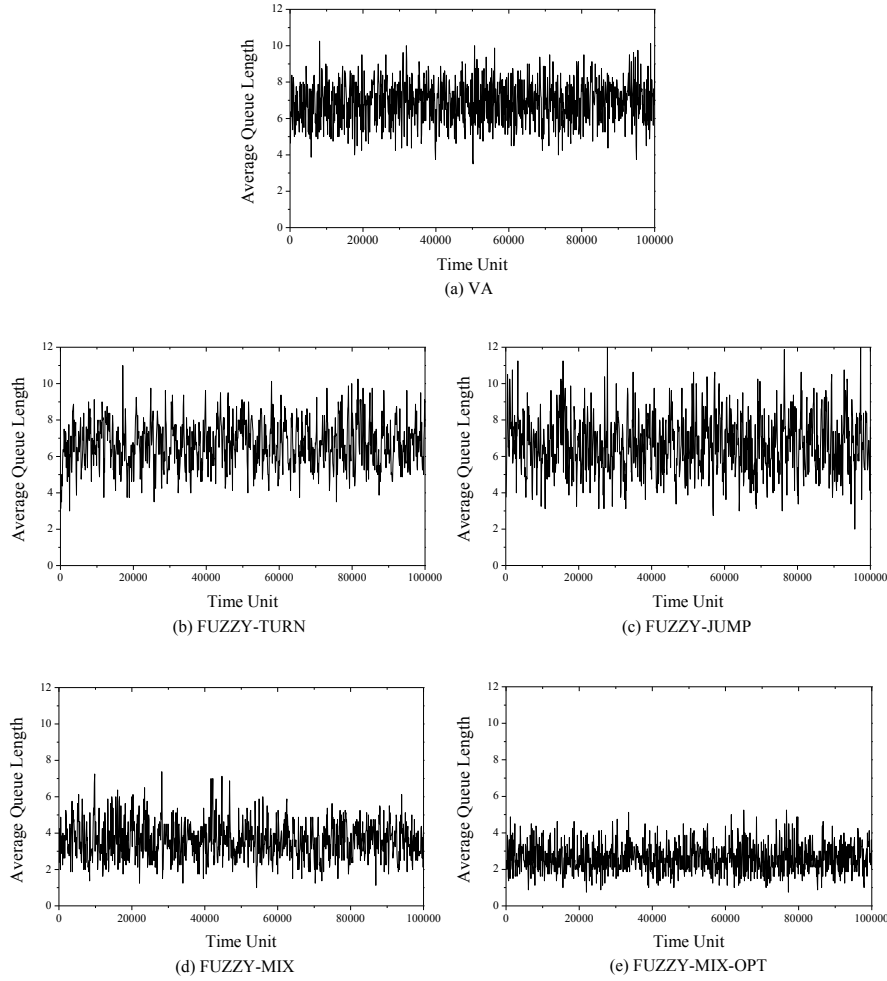 12
10
8
6
4
2
0
Average Queue Length
0 20000 40000 60000 80000 100000
Time Unit
(a) VA
12
10
8
6
4
2
0
Average Queue Length
0 20000 40000 60000 80000 100000
Time Unit
(b) FUZZY-TURN
12
10
8
6
4
2
0
Average Queue Length
0 20000 40000 60000 80000 100000
Time Unit
(c) FUZZY-JUMP
12
10
8
6
4
2
0
Average Queue Length
0 20000 40000 60000 80000 100000
Time Unit
(d) FUZZY-MIX
12
10
8
6
4
2
0
Average Queue Length
0 20000 40000 60000 80000 100000
Time Unit
(e) FUZZY-MIX-OPT